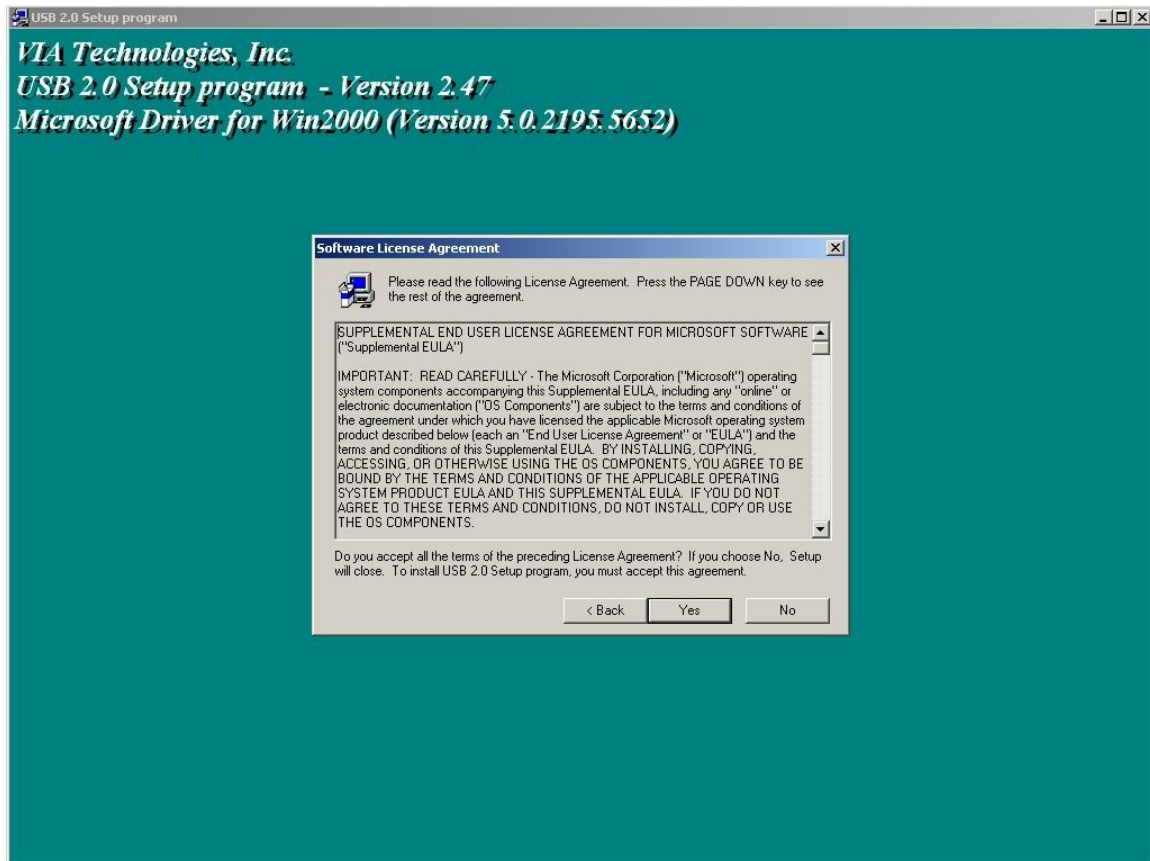 USB 2.0 Setup program
VIA Technologies, Inc.
USB 2.0 Setup program - Version 2.47
Microsoft Driver for Win2000 (Version 5.0.2195.5652)
Software License Agreement
Please read the following License Agreement. Press the PAGE DOWN key to see
the rest of the agreement.
SUPPLEMENTAL END USER LICENSE AGREEMENT FOR MICROSOFT SOFTWARE
("Supplemental EULA")
IMPORTANT: READ CAREFULLY - The Microsoft Corporation ("Microsoft") operating
system components accompanying this Supplemental EULA, including any "online" or
electronic documentation ("OS Components") are subject to the terms and conditions of
the agreement under which you have licensed the applicable Microsoft operating system
product described below (each an "End User License Agreement" or "EULA") and the
terms and conditions of this Supplemental EULA. BY INSTALLING, COPYING,
ACCESSING, OR OTHERWISE USING THE OS COMPONENTS, YOU AGREE TO BE
BOUND BY THE TERMS AND CONDITIONS OF THE APPLICABLE OPERATING
SYSTEM PRODUCT EULA AND THIS SUPPLEMENTAL EULA. IF YOU DO NOT
AGREE TO THESE TERMS AND CONDITIONS, DO NOT INSTALL, COPY OR USE
THE OS COMPONENTS.
Do you accept all the terms of the preceding License Agreement? If you choose No, Setup
will close. To install USB 2.0 Setup program, you must accept this agreement.
< Back Yes No